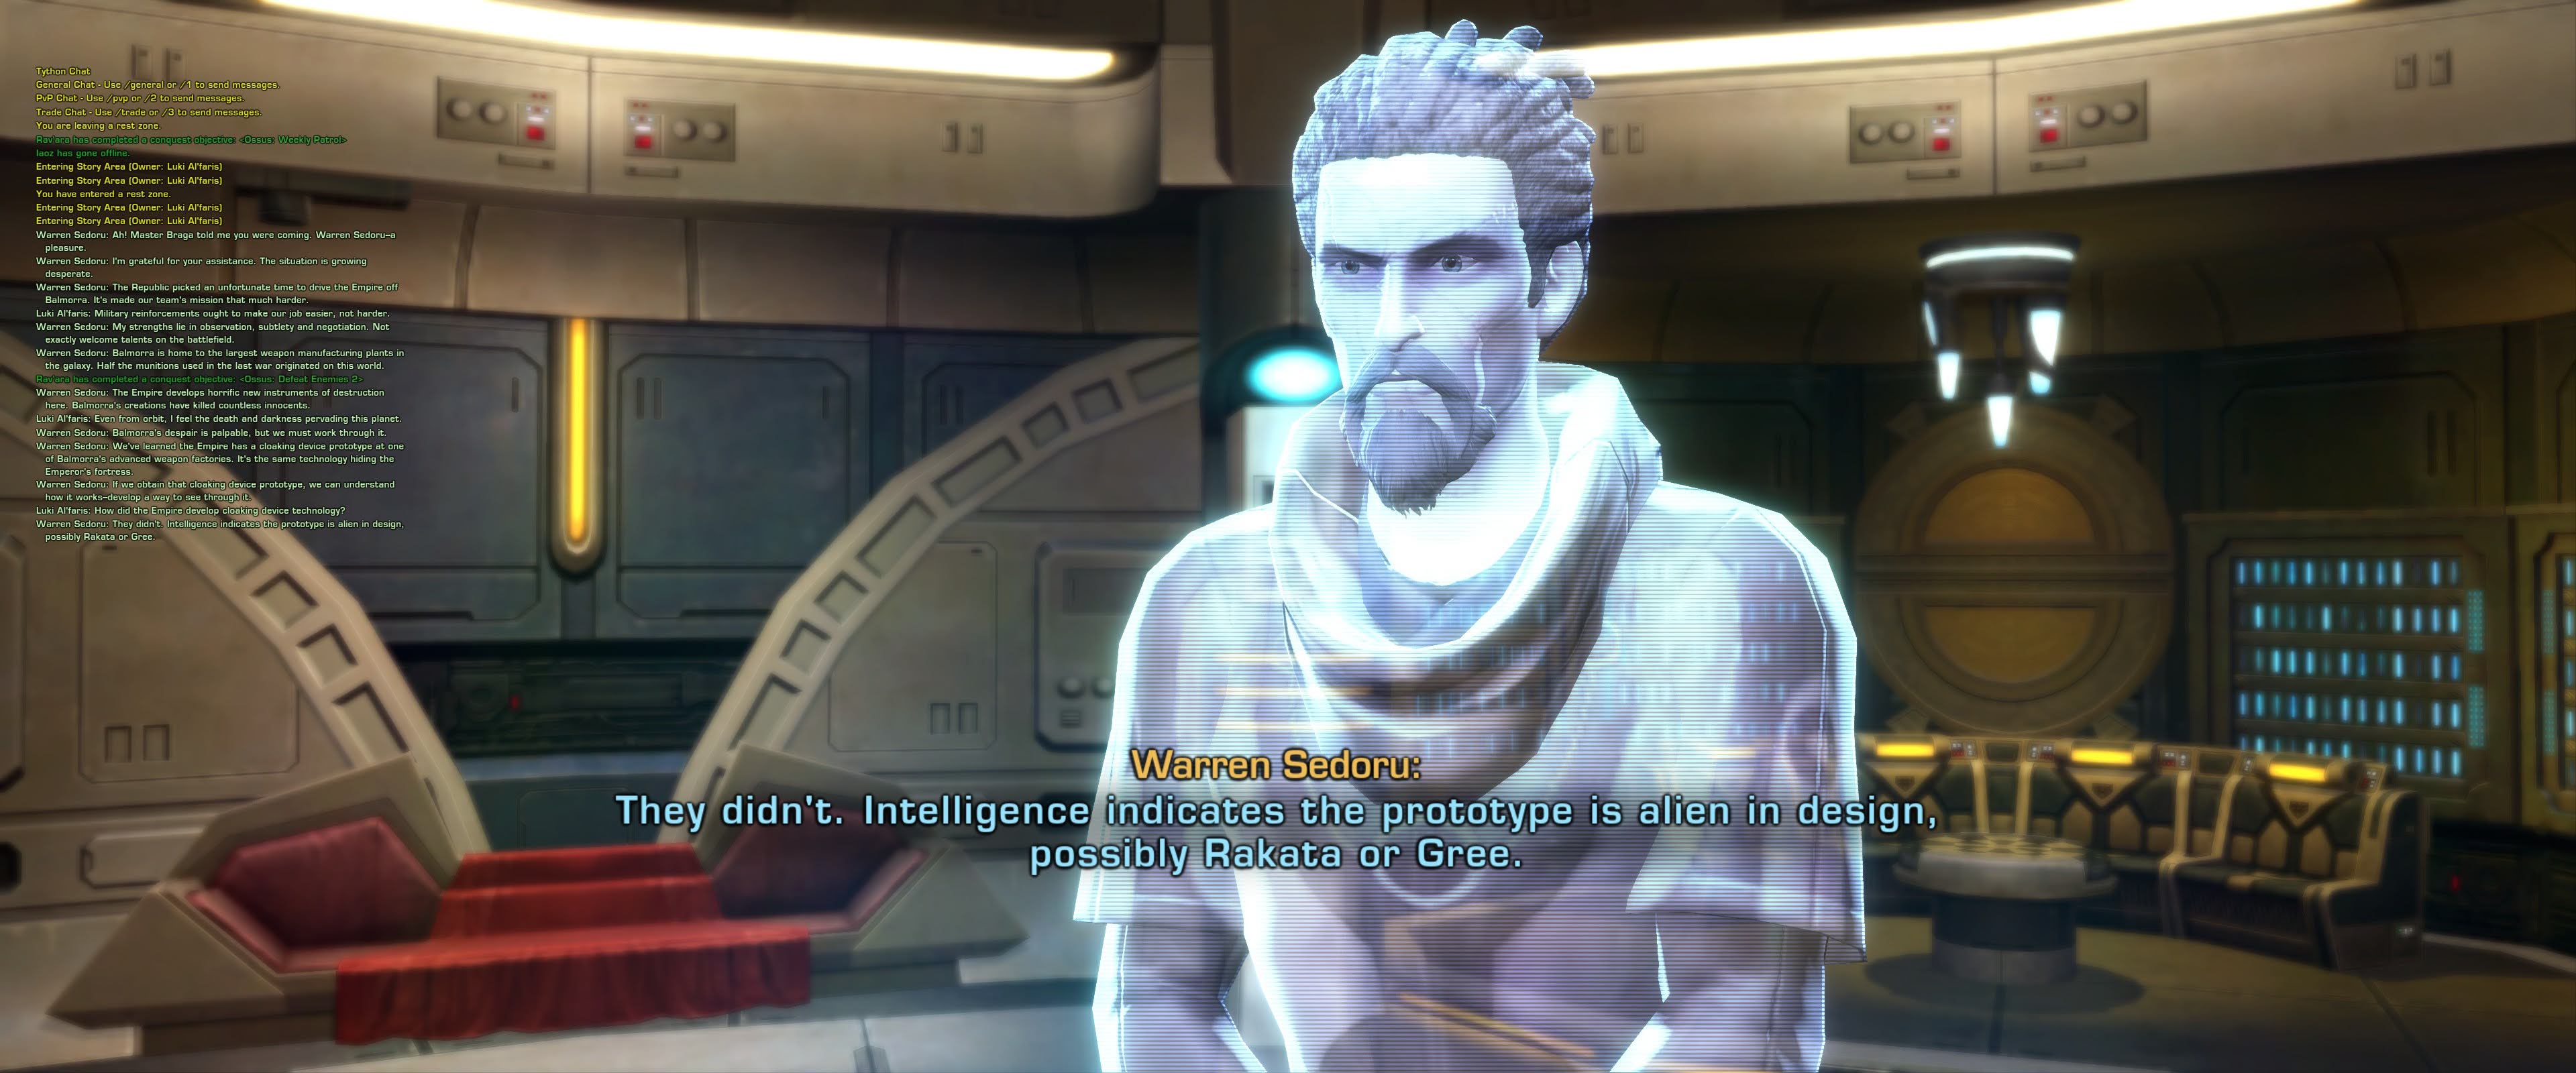 Tython Chat
General Chat - Use /general or /1 to send messages.
PvP Chat - Use /pvp or /2 to send messages.
Trade Chat - Use /trade or /3 to send messages.
You are leaving a rest zone.
Rav'ara has completed a conquest objective: <Ossus: Weekly Patrol>
laoz has gone offline.
Entering Story Area (Owner: Luki Al'faris)
Entering Story Area (Owner: Luki Al'faris)
You have entered a rest zone.
Entering Story Area (Owner: Luki Al'faris)
Entering Story Area (Owner: Luki Al'faris)
Warren Sedoru: Ah! Master Braga told me you were coming. Warren Sedoru—a
pleasure.
Warren Sedoru: I'm grateful for your assistance. The situation is growing
desperate.
Warren Sedoru: The Republic picked an unfortunate time to drive the Empire off
Balmorra. It's made our team's mission that much harder.
Luki Al'faris: Military reinforcements ought to make our job easier, not harder.
Warren Sedoru: My strengths lie in observation, subtlety and negotiation. Not
exactly welcome talents on the battlefield.
Warren Sedoru: Balmorra is home to the largest weapon manufacturing plants in
the galaxy. Half the munitions used in the last war originated on this world.
Rav'ara has completed a conquest objective: <Ossus: Defeat Enemies 2>
Warren Sedoru: The Empire develops horrific new instruments of destruction
here. Balmorra's creations have killed countless innocents.
Luki Al'faris: Even from orbit, I feel the death and darkness pervading this planet.
Warren Sedoru: Balmorra's despair is palpable, but we must work through it.
Warren Sedoru: We've learned the Empire has a cloaking device prototype at one
of Balmorra's advanced weapon factories. It's the same technology hiding the
Emperor's fortress.
Warren Sedoru: If we obtain that cloaking device prototype, we can understand
how it works—develop a way to see through it.
Luki Al'faris: How did the Empire develop cloaking device technology?
Warren Sedoru: They didn't. Intelligence indicates the prototype is alien in design,
possibly Rakata or Gree.
Warren Sedoru:
They didn't. Intelligence indicates the prototype is alien in design,
possibly Rakata or Gree.